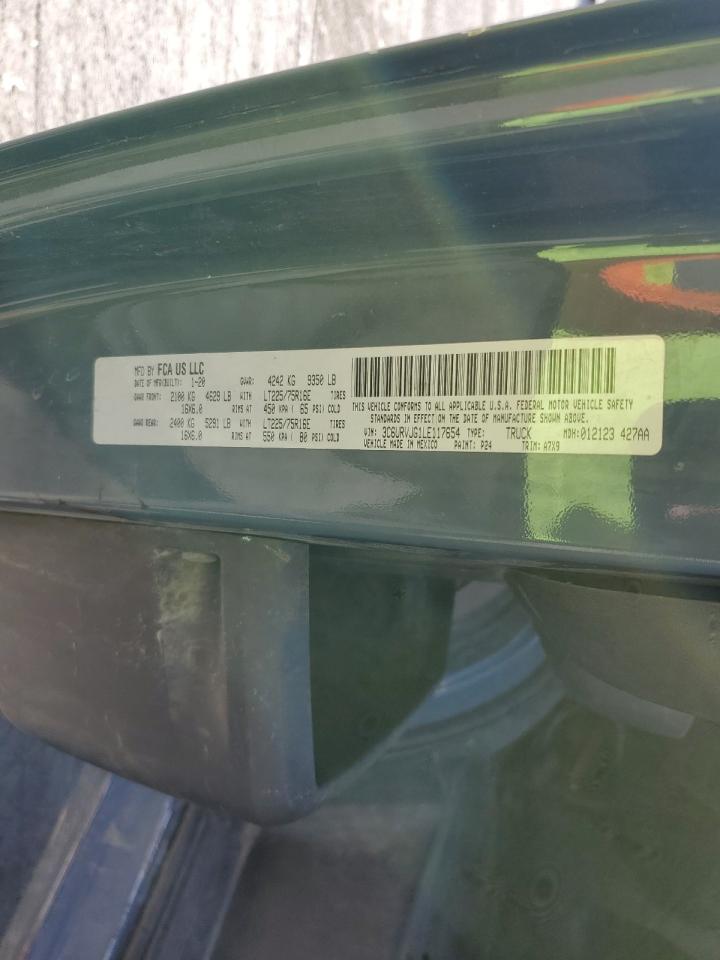 MFD BY FCA US LLC
DATE OF MFR(BUILT): 1-20 GVWR: 4242 KG 9350 LB
GAWR FRONT: 2100 KG 4629 LB WITH LT225/75R16E TIRES
16X6.0 RIMS AT 450 KPA ( 65 PSI) COLD
GAWR REAR: 2400 KG 5291 LB WITH LT225/75R16E TIRES
16X6.0 RIMS AT 550 KPA ( 80 PSI) COLD
THIS VEHICLE CONFORMS TO ALL APPLICABLE U.S.A. FEDERAL MOTOR VEHICLE SAFETY
STANDARDS IN EFFECT ON THE DATE OF MANUFACTURE SHOWN ABOVE.
VIN: 3C6URVJG1LE117654 TYPE: TRUCK MDH: 012123 427AA
VEHICLE MADE IN MEXICO PAINT: P24 TRIM: A7X9